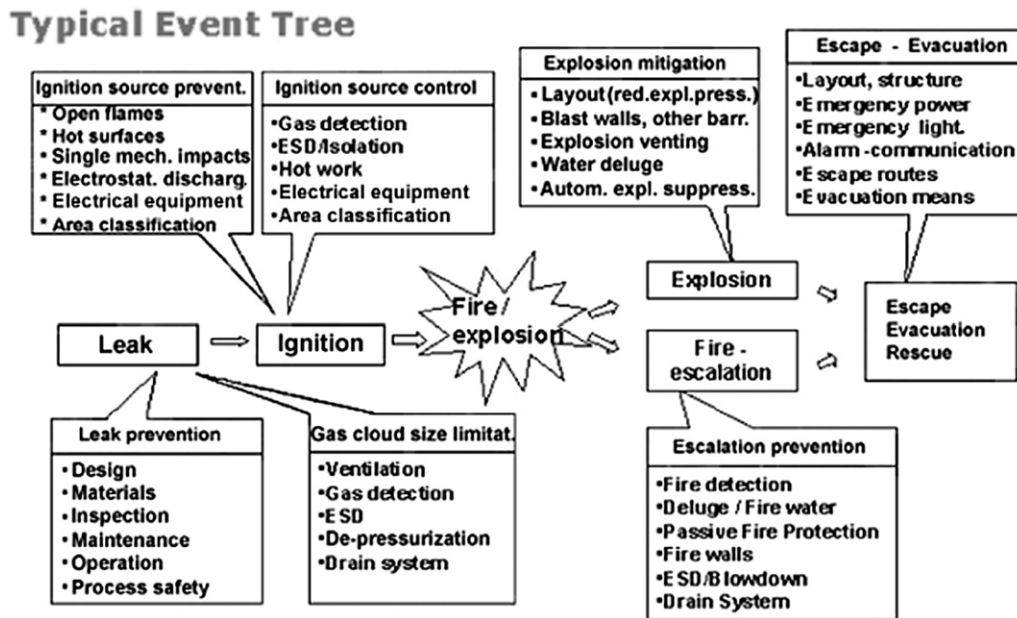 Typical Event Tree
Ignition source prevent.
* Open flames
* Hot surfaces
* Single mech. impacts
* Electrostat. discharg.
* Electrical equipment
* Area classification
Ignition source control
•Gas detection
•ESD/Isolation
•Hot work
•Electrical equipment
•Area classification
Explosion mitigation
•Layout (red.expl.press.)
•Blast walls, other barr.
•Explosion venting
•Water deluge
•Autom. expl. suppress.
Escape - Evacuation
•Layout, structure
•Emergency power
•Emergency light.
•Alarm -communication
•Escape routes
•Evacuation means
Leak
Ignition
Fire /
explosion
Explosion
Fire -
escalation
Escape
Evacuation
Rescue
Leak prevention
•Design
•Materials
•Inspection
•Maintenance
•Operation
•Process safety
Gas cloud size limitat.
•Ventilation
•Gas detection
•ESD
•De-pressurization
•Drain system
Escalation prevention
•Fire detection
•Deluge / Fire water
•Passive Fire Protection
•Fire walls
•ESD/Blowdown
•Drain System